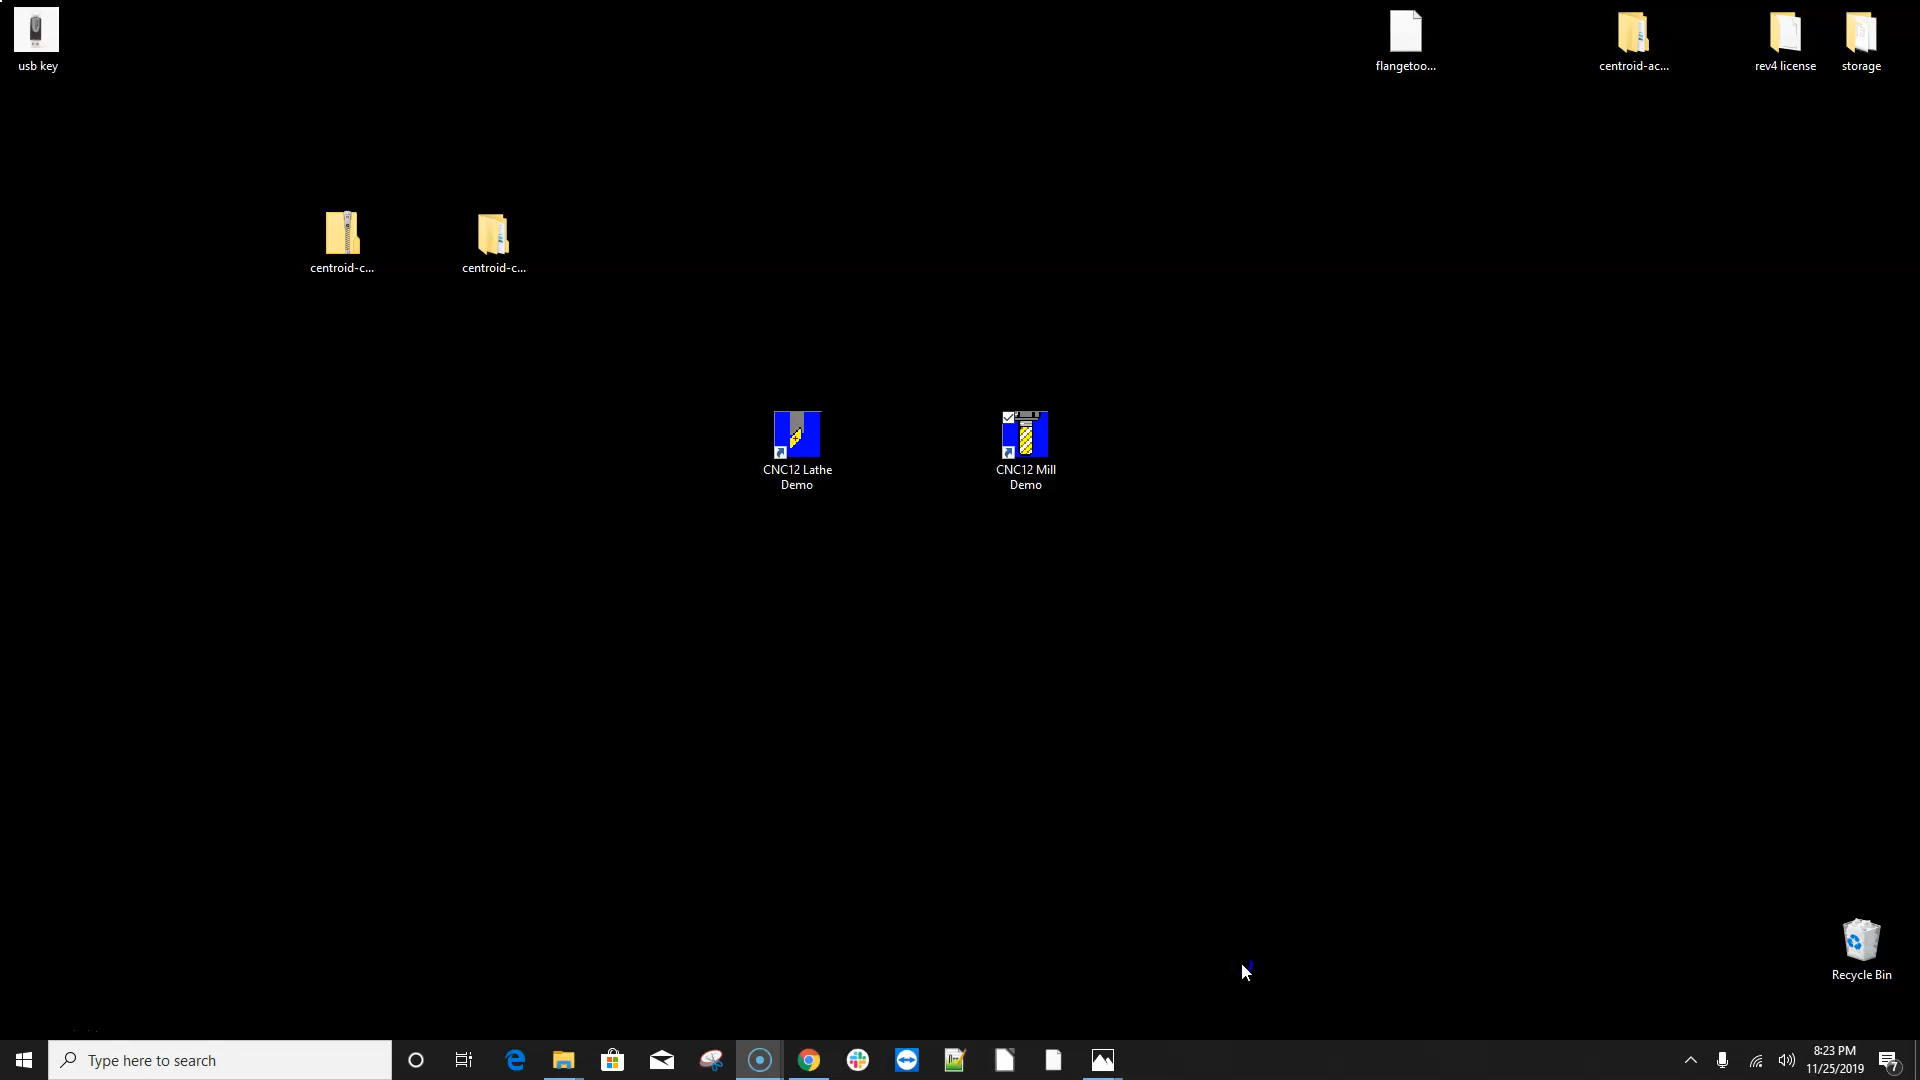 usb key
flangetoo...
centroid-ac...
rev4 license
storage
centroid-c...
centroid-c...
CNC12 Lathe
Demo
CNC12 Mill
Demo
Recycle Bin
Type here to search
8:23 PM
11/25/2019
7